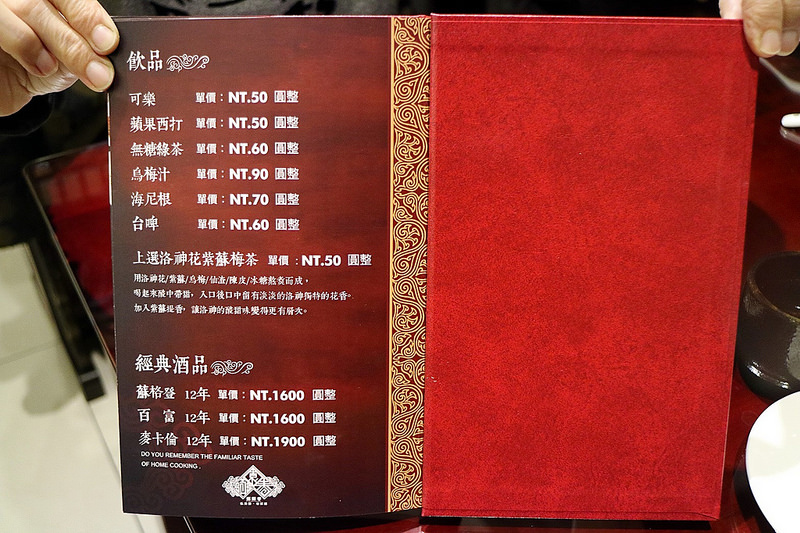 飲品
可樂 單價：NT.50 圓整
蘋果西打 單價：NT.50 圓整
無糖綠茶 單價：NT.60 圓整
烏梅汁 單價：NT.90 圓整
海尼根 單價：NT.70 圓整
台啤 單價：NT.60 圓整
上選洛神花紫蘇梅茶 單價：NT.50 圓整
用洛神花/紫蘇/烏梅/仙渣/陳皮/冰糖熬煮而成，
喝起來酸中帶甜，入口後口中留有淡淡的洛神獨特的花香。
加入紫蘇提香，讓洛神的酸甜味變得更有層次。
經典酒品
蘇格登 12年 單價：NT.1600 圓整
百富 12年 單價：NT.1600 圓整
麥卡倫 12年 單價：NT.1900 圓整
DO YOU REMEMBER THE FAMILIAR TASTE
OF HOME COOKING .